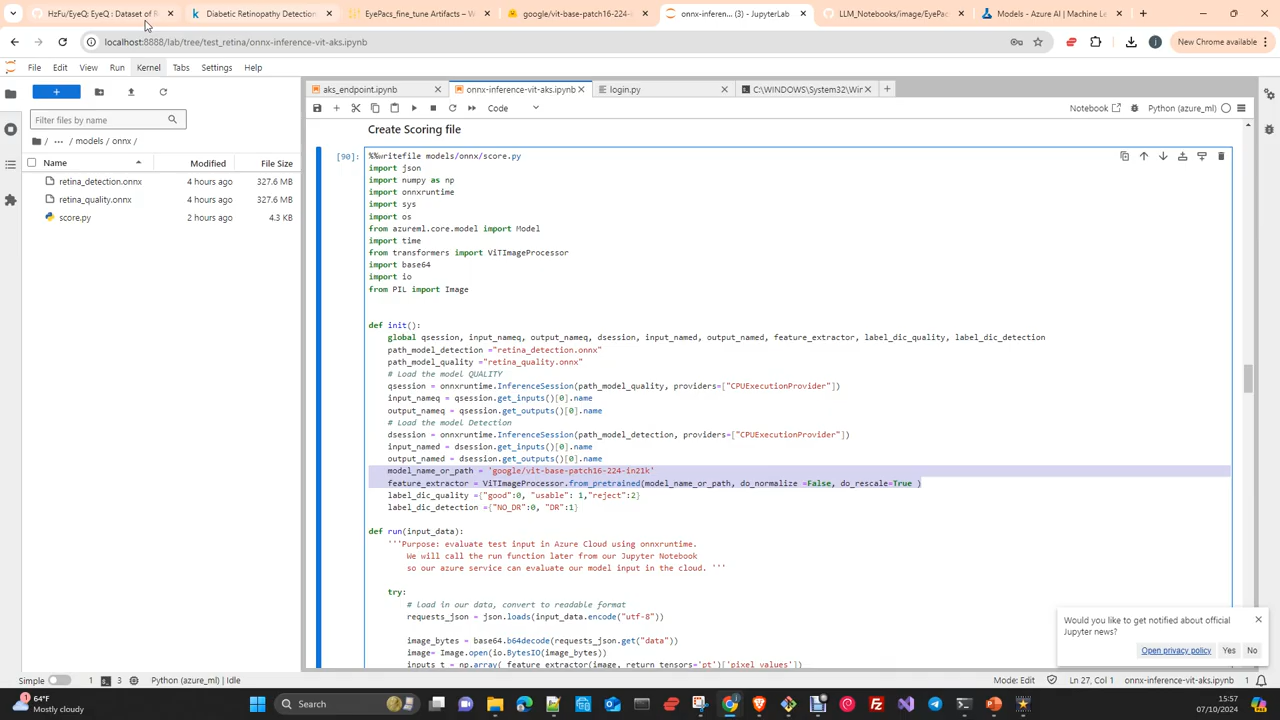 HzFu/EyeQ: EyeQ : Dataset of R
Diabetic Retinopathy Detection
EyePacs_fine_tune Artifacts –
google/vit-base-patch16-224-
onnx-inferen... (3) - JupyterLab
LLM_Notebooks/image/EyePac
Models - Azure AI | Machine Le
localhost:8888/lab/tree/test_retina/onnx-inference-vit-aks.ipynb
New Chrome available
File Edit View Run Kernel Tabs Settings Help
aks_endpoint.ipynb
onnx-inference-vit-aks.ipynb
login.py
C:\WINDOWS\System32\Wir
Code
Notebook
Python (azure_ml)
Filter files by name
/ ... / models / onnx /
Name Modified File Size
retina_detection.onnx 4 hours ago 327.6 MB
retina_quality.onnx 4 hours ago 327.6 MB
score.py 2 hours ago 4.3 KB
Create Scoring file
[90]:
%%writefile models/onnx/score.py
import json
import numpy as np
import onnxruntime
import sys
import os
from azureml.core.model import Model
import time
from transformers import ViTImageProcessor
import base64
import io
from PIL import Image
def init():
global qsession, input_nameq, output_nameq, dsession, input_named, output_named, feature_extractor, label_dic_quality, label_dic_detection
path_model_detection ="retina_detection.onnx"
path_model_quality ="retina_quality.onnx"
# Load the model QUALITY
qsession = onnxruntime.InferenceSession(path_model_quality, providers=["CPUExecutionProvider"])
input_nameq = qsession.get_inputs()[0].name
output_nameq = qsession.get_outputs()[0].name
# Load the model Detection
dsession = onnxruntime.InferenceSession(path_model_detection, providers=["CPUExecutionProvider"])
input_named = dsession.get_inputs()[0].name
output_named = dsession.get_outputs()[0].name
model_name_or_path = 'google/vit-base-patch16-224-in21k'
feature_extractor = ViTImageProcessor.from_pretrained(model_name_or_path, do_normalize =False, do_rescale=True )
label_dic_quality ={"good":0, "usable": 1,"reject":2}
label_dic_detection ={"NO_DR":0, "DR":1}
def run(input_data):
'''Purpose: evaluate test input in Azure Cloud using onnxruntime.
We will call the run function later from our Jupyter Notebook
so our azure service can evaluate our model input in the cloud. '''
try:
# load in our data, convert to readable format
requests_json = json.loads(input_data.encode("utf-8"))
image_bytes = base64.b64decode(requests_json.get("data"))
image= Image.open(io.BytesIO(image_bytes))
inputs_t = np.array( feature_extractor(image, return_tensors='pt')['pixel_values'])
Would you like to get notified about official
Jupyter news?
Open privacy policy Yes No
Simple 1 3 Python (azure_ml) | Idle
Mode: Edit Ln 27, Col 1 onnx-inference-vit-aks.ipynb 1
64°F
Mostly cloudy
Search
15:57
07/10/2024